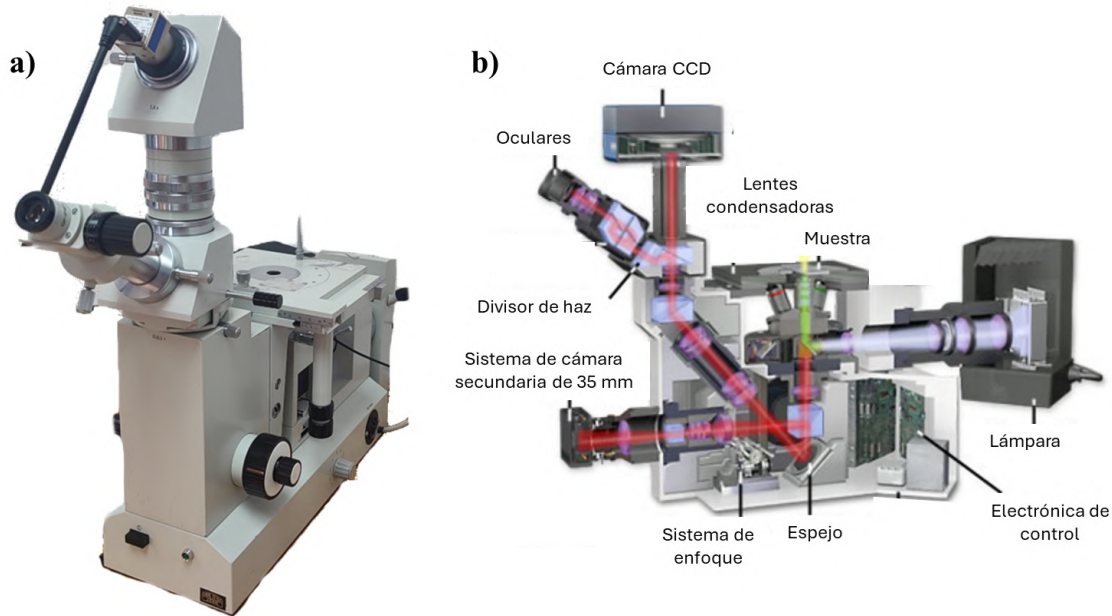 a)
b)
Cámara CCD
Oculares
Lentes
condensadoras
Muestra
Divisor de haz
Sistema de cámara
secundaria de 35 mm
Lámpara
Sistema de
enfoque
Espejo
Electrónica de
control